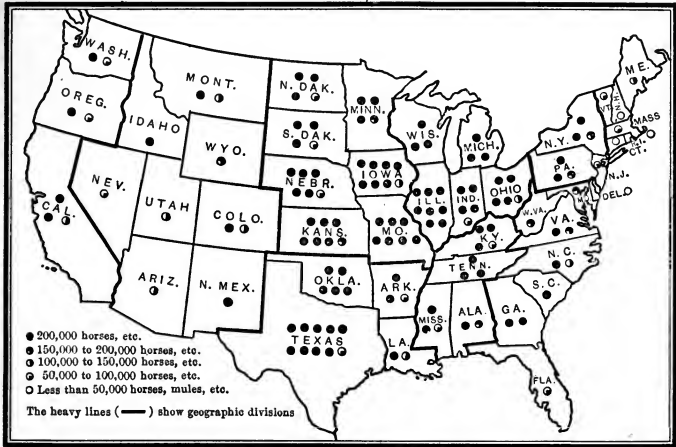 WASH.
MONT.
N. DAK.
MINN.
ME.
OREG.
IDAHO
S. DAK.
WIS.
MICH.
VT.
N.H.
MASS
N.Y.
R.I.
CT.
WYO.
NEBR.
IOWA
PA.
N.J.
DEL.
NEV.
UTAH
COLO.
KANS.
MO.
ILL.
IND.
OHIO
W.VA.
VA.
CAL.
KY.
N.C.
TENN.
ARIZ.
N. MEX.
OKLA.
ARK.
S.C.
TEXAS
LA.
MISS.
ALA.
GA.
FLA.
200,000 horses, etc.
150,000 to 200,000 horses, etc.
100,000 to 150,000 horses, etc.
50,000 to 100,000 horses, etc.
Less than 50,000 horses, mules, etc.
The heavy lines ( — ) show geographic divisions